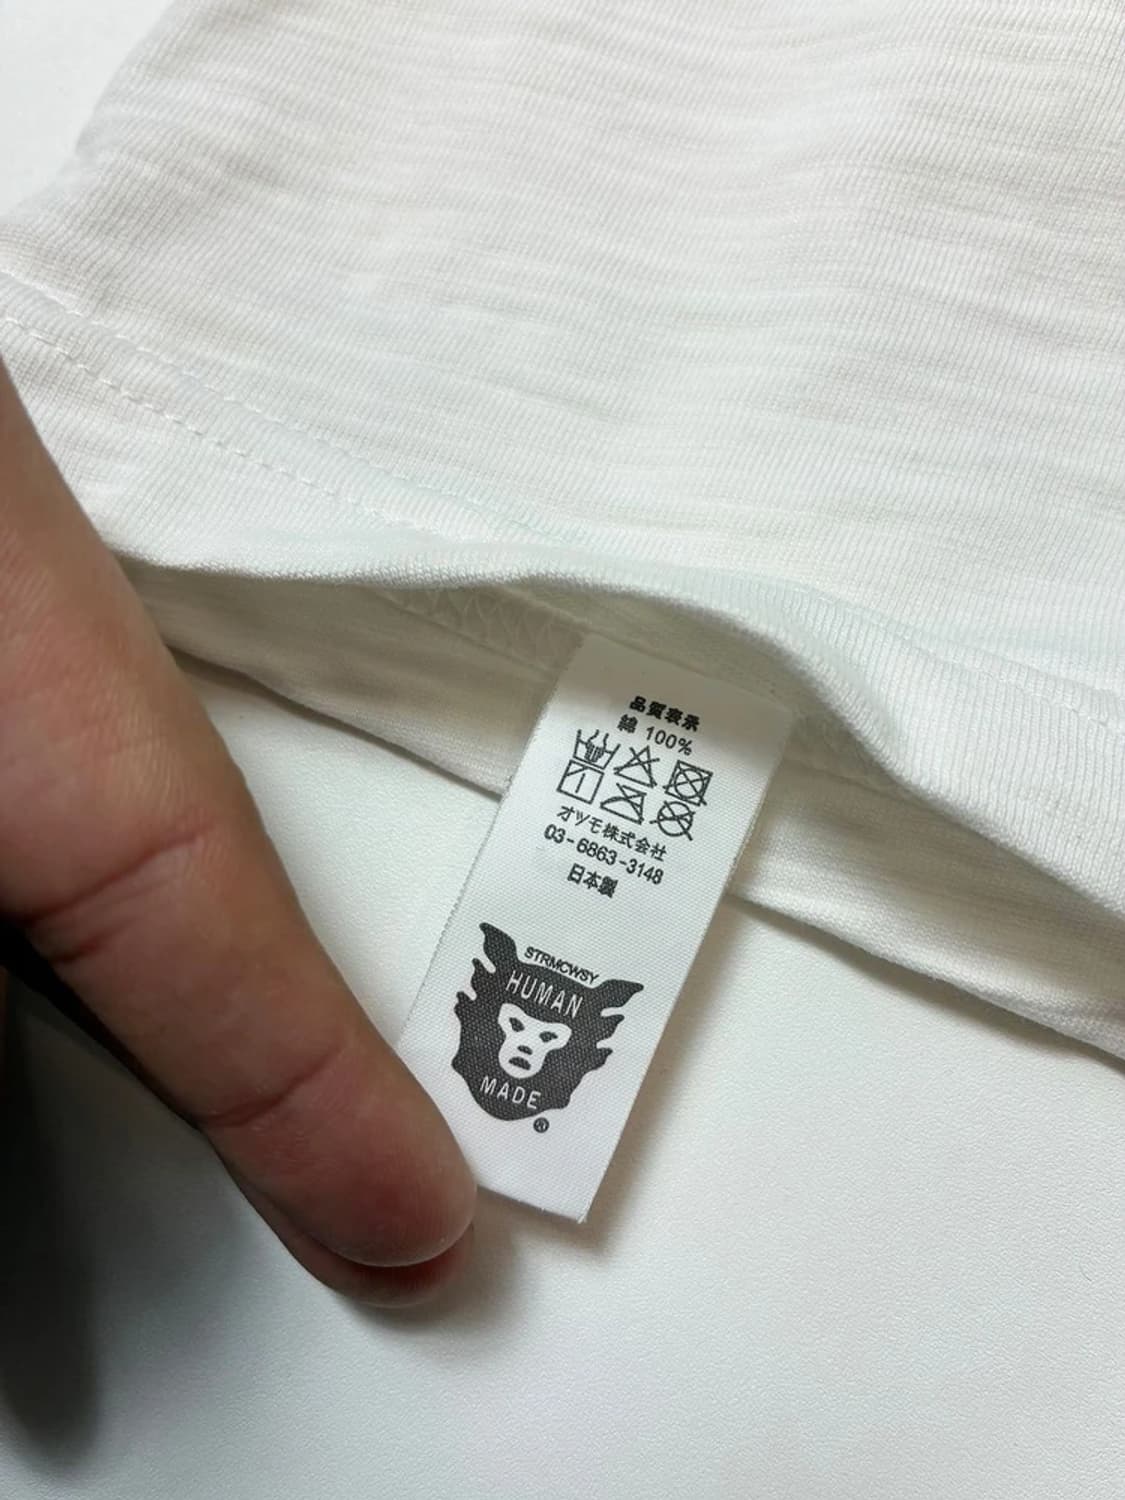 品質表示
綿 100%
オツモ株式会社
03-6863-3148
日本製
STRMCWSY
HUMAN
MADE
®